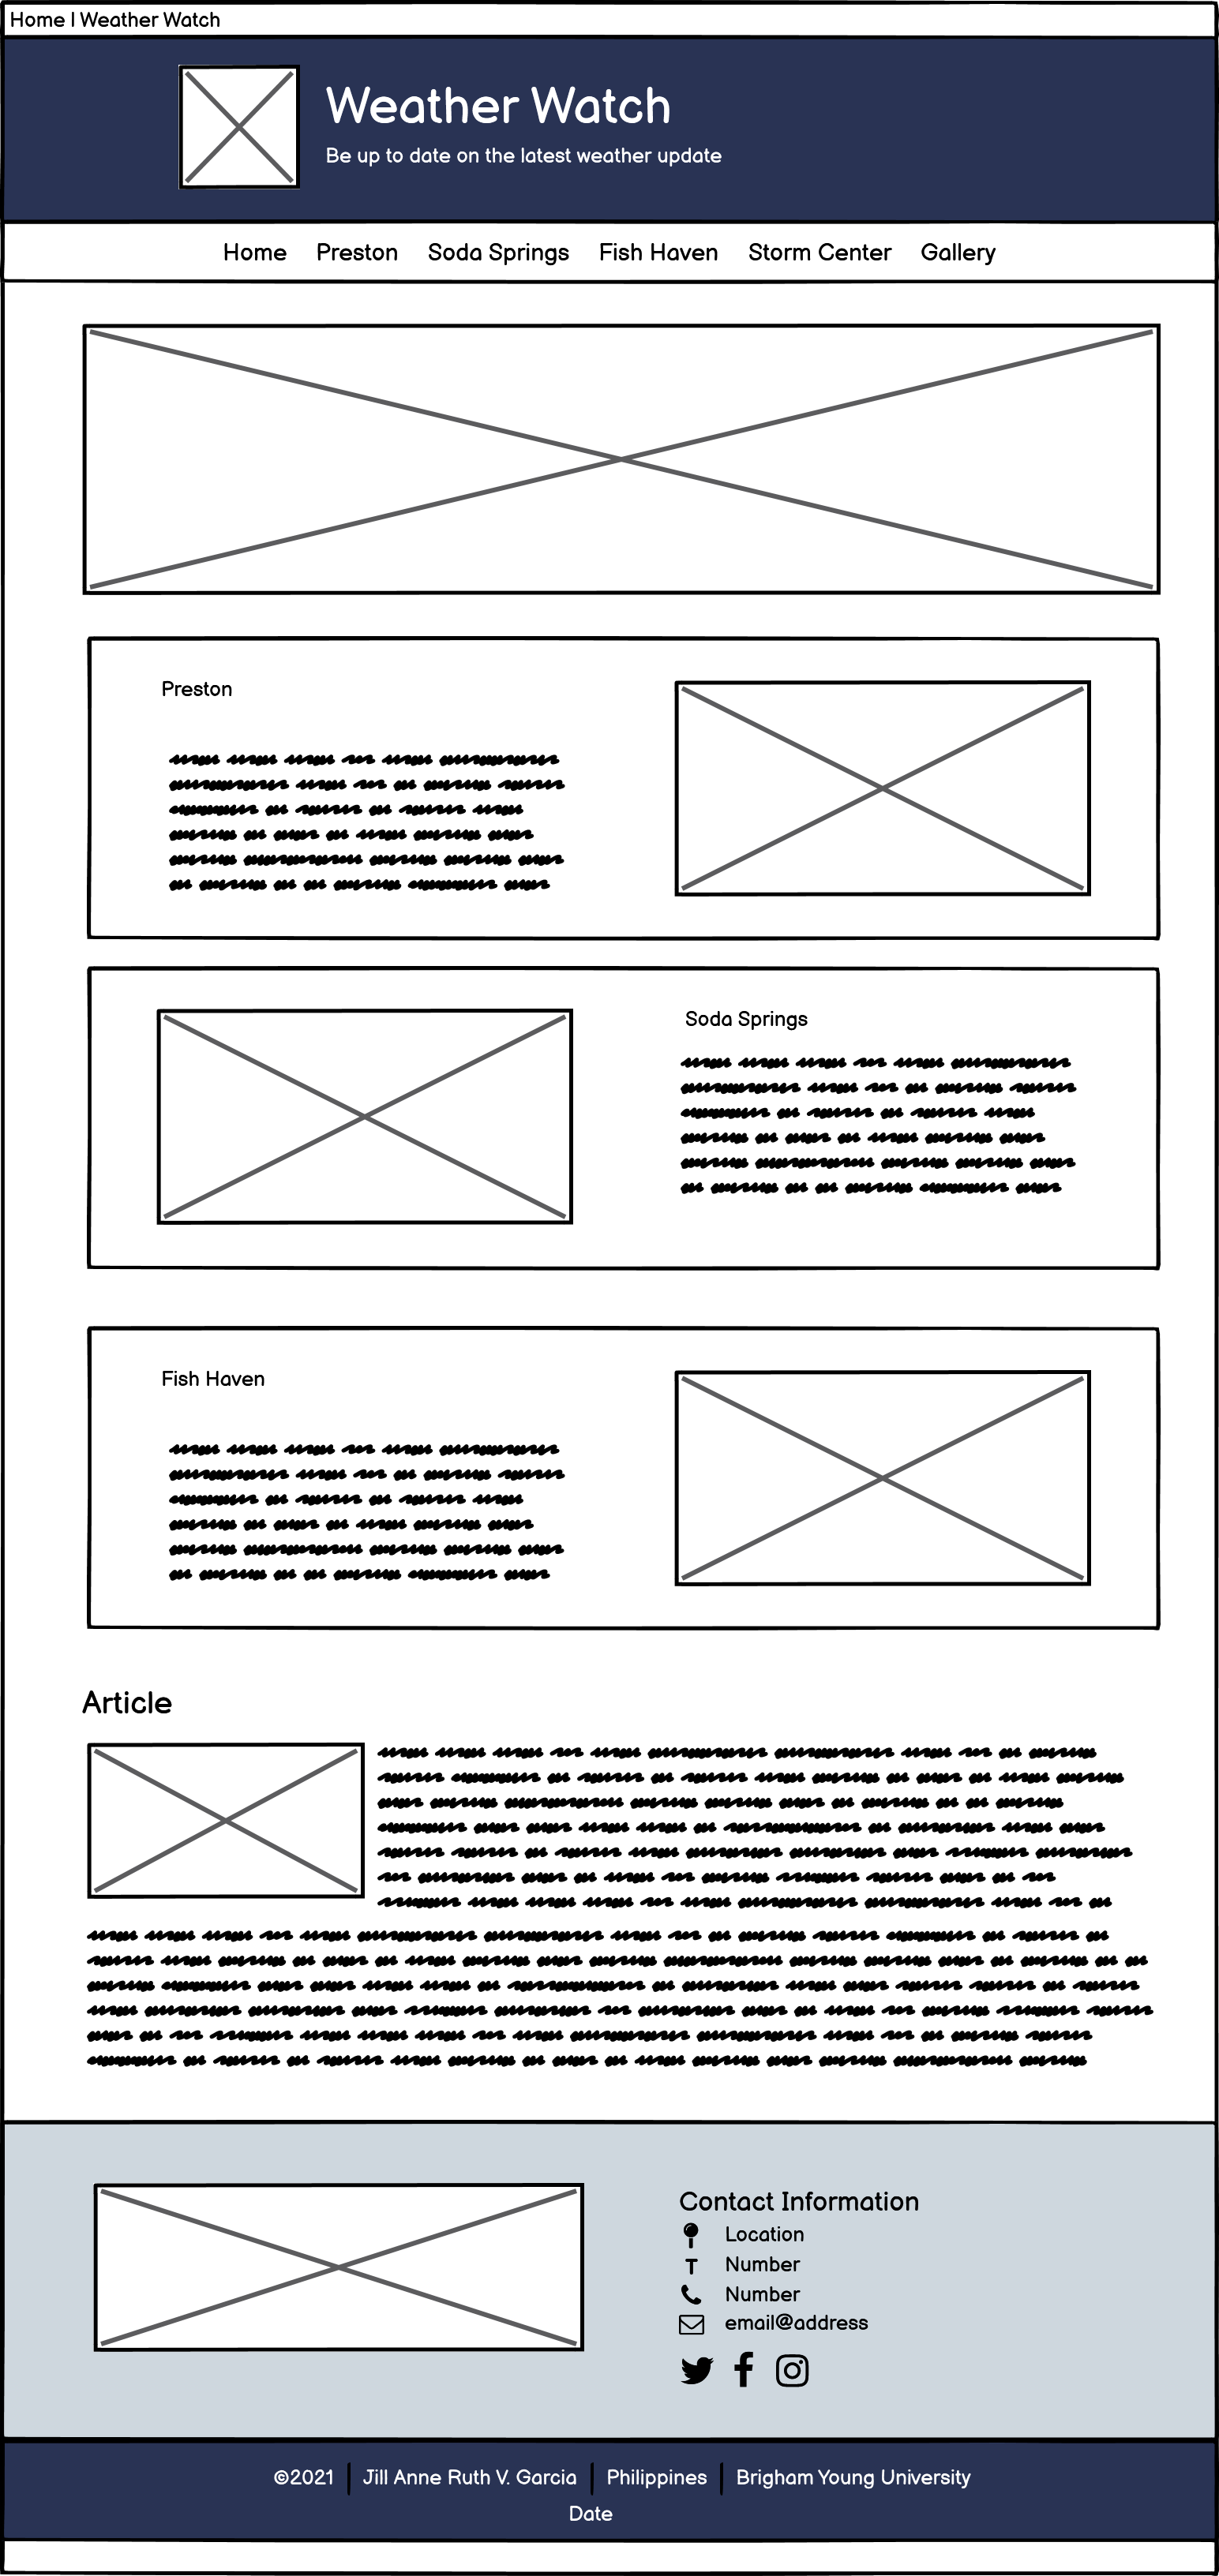 Home | Weather Watch
Weather Watch
Be up to date on the latest weather update
Home Preston Soda Springs Fish Haven Storm Center Gallery
Preston
Soda Springs
Fish Haven
Article
Contact Information
Location
T Number
Number
email@address
©2021 | Jill Anne Ruth V. Garcia | Philippines | Brigham Young University
Date